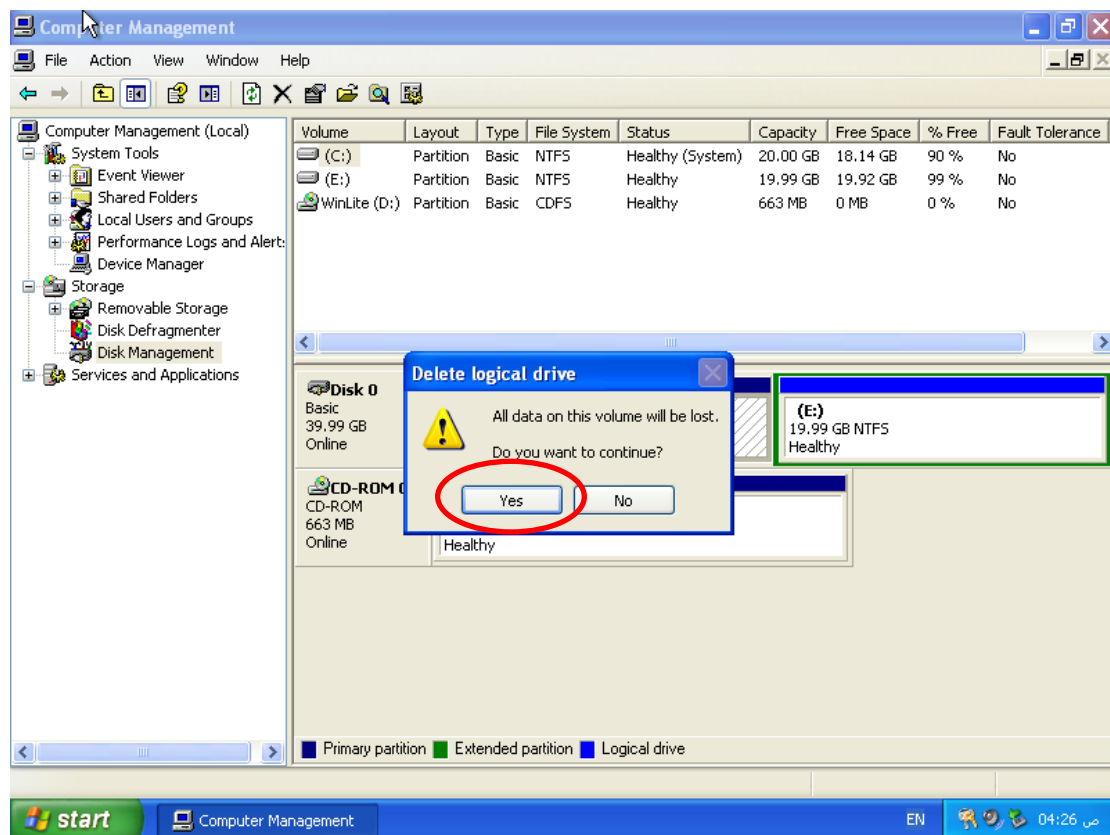 Computer Management
File Action View Window Help
Computer Management (Local)
System Tools
Event Viewer
Shared Folders
Local Users and Groups
Performance Logs and Alert
Device Manager
Storage
Removable Storage
Disk Defragmenter
Disk Management
Services and Applications
Volume Layout Type File System Status Capacity Free Space % Free Fault Tolerance
(C:) Partition Basic NTFS Healthy (System) 20.00 GB 18.14 GB 90 % No
(E:) Partition Basic NTFS Healthy 19.99 GB 19.92 GB 99 % No
WinLite (D:) Partition Basic CDFS Healthy 663 MB 0 MB 0 % No
Disk 0
Basic
39.99 GB
Online
(E:)
19.99 GB NTFS
Healthy
Delete logical drive
All data on this volume will be lost.
Do you want to continue?
Yes No
CD-ROM
CD-ROM
663 MB
Online
Healthy
Primary partition Extended partition Logical drive
start Computer Management EN 04:26 ص